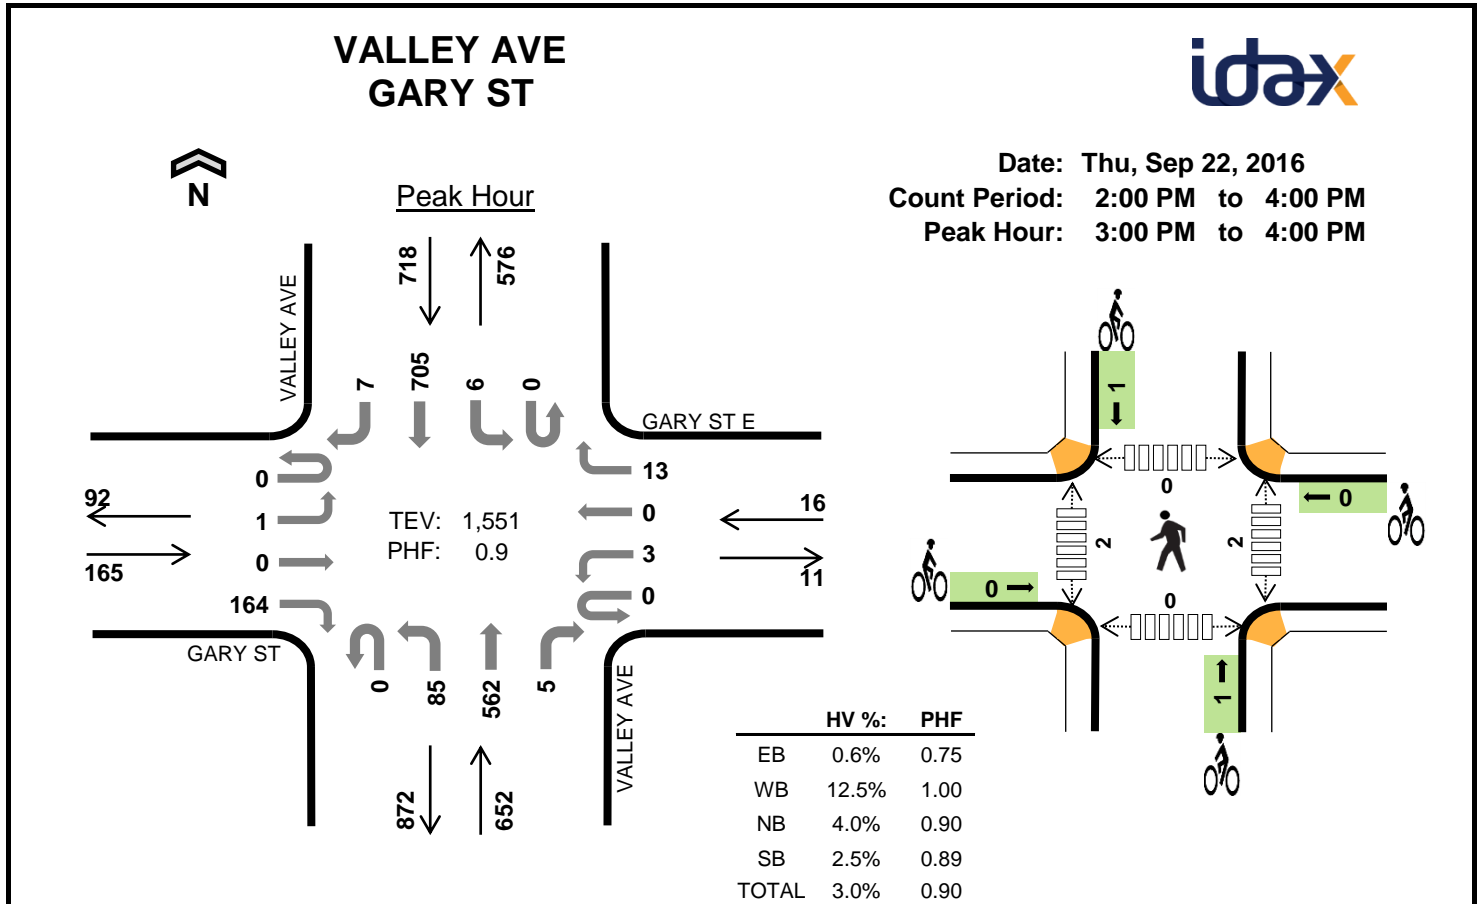 VALLEY AVE
GARY ST
idax
N
Peak Hour
Date: Thu, Sep 22, 2016
Count Period: 2:00 PM to 4:00 PM
Peak Hour: 3:00 PM to 4:00 PM
718
576
VALLEY AVE
7
705
6
0
GARY ST E
0
1
0
164
92
165
TEV: 1,551
PHF: 0.9
13
0
3
0
16
11
GARY ST
0
85
562
5
VALLEY AVE
872
652
1
0
0
2
2
0
0
1
HV %: PHF
EB 0.6% 0.75
WB 12.5% 1.00
NB 4.0% 0.90
SB 2.5% 0.89
TOTAL 3.0% 0.90